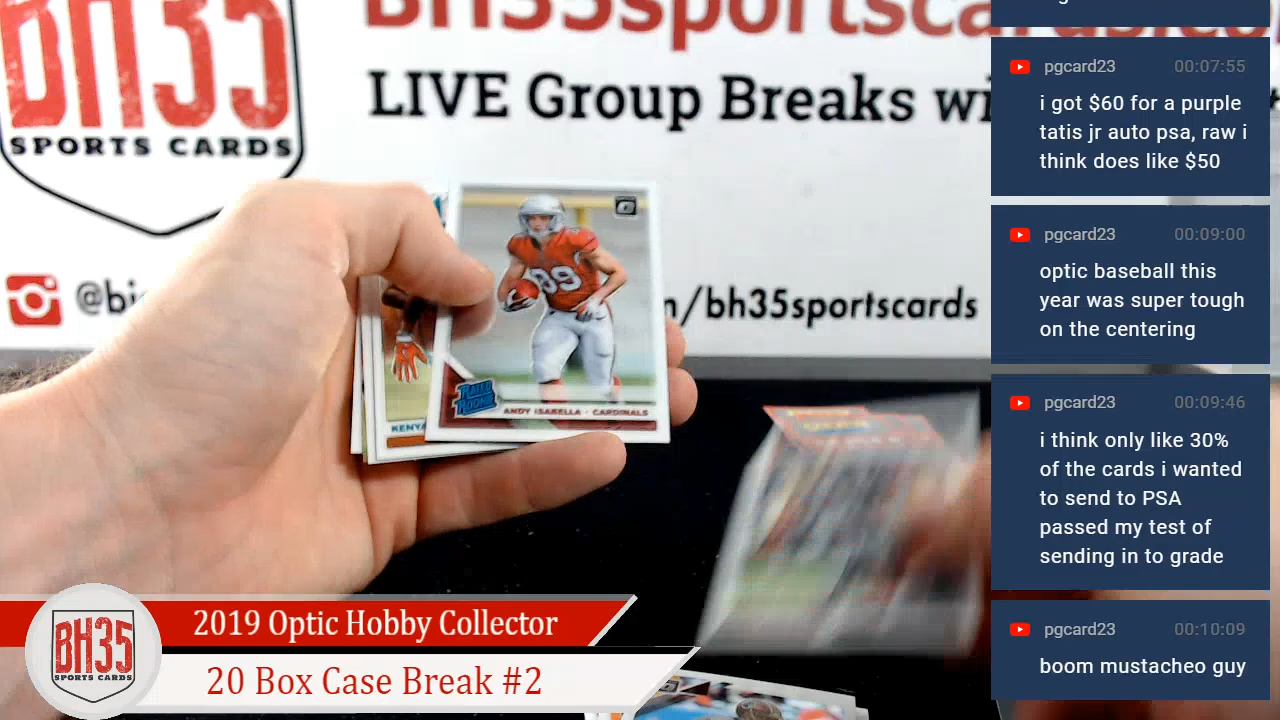 BH35
SPORTS CARDS
BH35sportscards.co
LIVE Group Breaks wi
@bi
/bh35sportscards
89
RATED
ROOKIE
ANDY ISABELLA · CARDINALS
KENYA
pgcard23 00:07:55
i got $60 for a purple
tatis jr auto psa, raw i
think does like $50
pgcard23 00:09:00
optic baseball this
year was super tough
on the centering
pgcard23 00:09:46
i think only like 30%
of the cards i wanted
to send to PSA
passed my test of
sending in to grade
pgcard23 00:10:09
boom mustacheo guy
BH35
SPORTS CARDS
2019 Optic Hobby Collector
20 Box Case Break #2